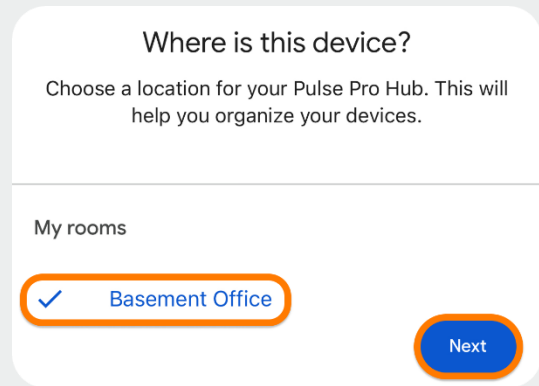 Where is this device?
Choose a location for your Pulse Pro Hub. This will
help you organize your devices.
My rooms
Basement Office
Next